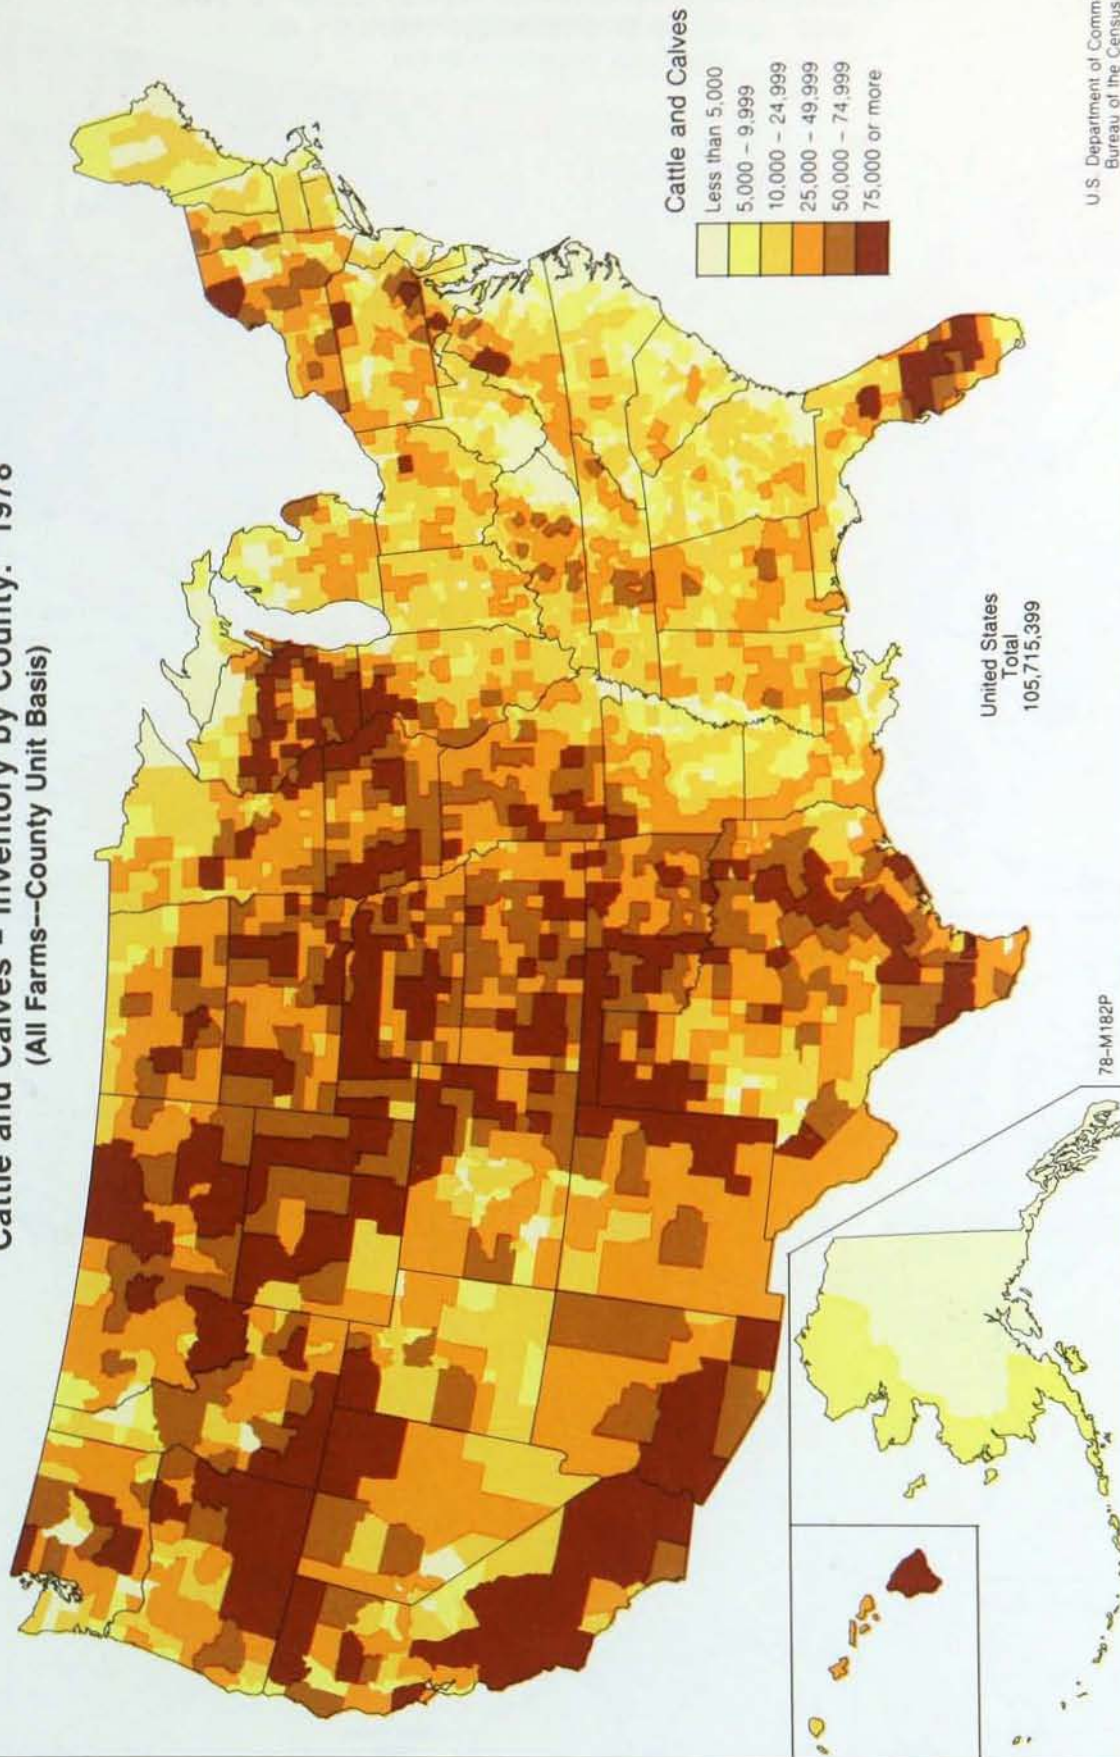 Cattle and Calves - Inventory by County: 1978
(All Farms--County Unit Basis)
Cattle and Calves
Less than 5,000
5,000 - 9,999
10,000 - 24,999
25,000 - 49,999
50,000 - 74,999
75,000 or more
United States
Total
105,715,399
78-M182P
U.S. Department of Comm
Bureau of the Census